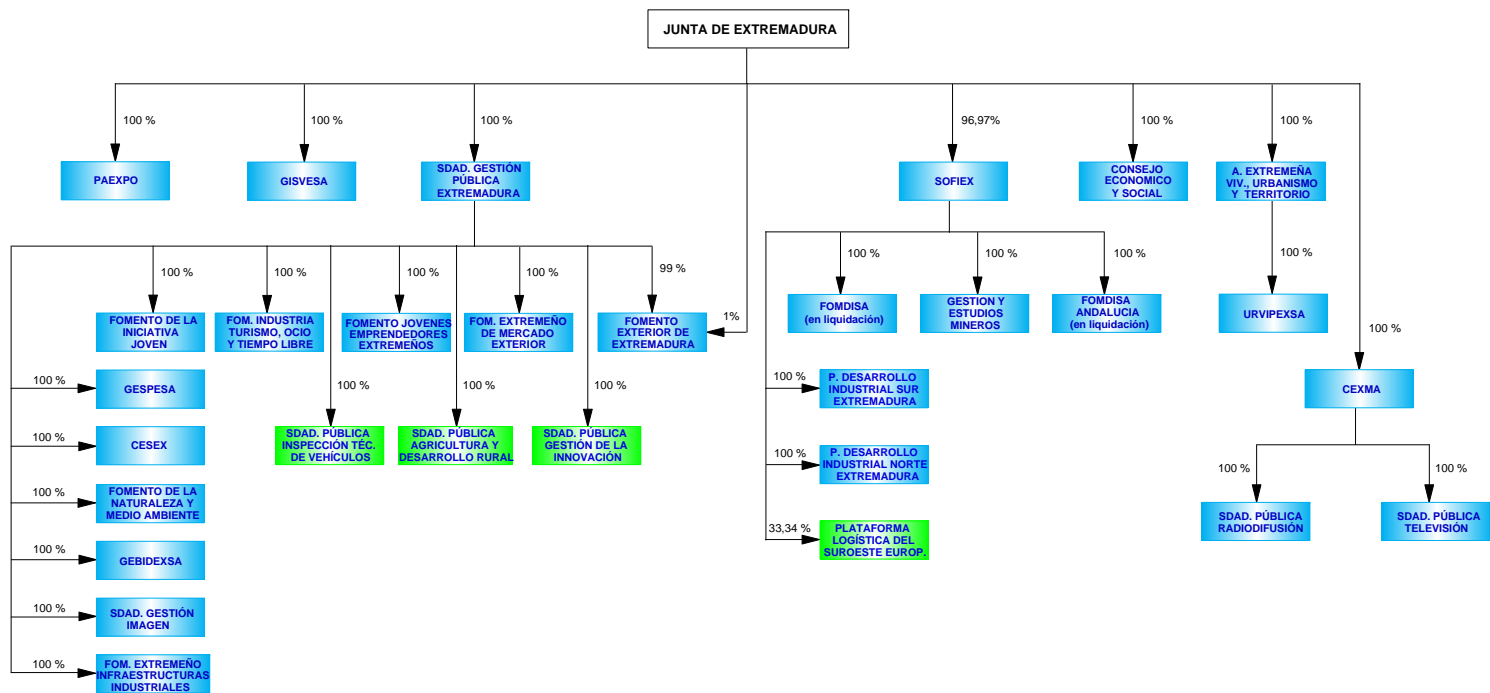 JUNTA DE EXTREMADURA
100 %
100 %
100 %
96,97%
100 %
100 %
PAEXPO
GISVESA
SDAD. GESTIÓN
PÚBLICA
EXTREMADURA
SOFIEX
CONSEJO
ECONOMICO
Y SOCIAL
A. EXTREMEÑA
VIV., URBANISMO
Y TERRITORIO
100 %
100 %
100 %
100 %
99 %
100 %
100 %
100 %
100 %
FOMENTO DE LA
INICIATIVA
JOVEN
FOM. INDUSTRIA
TURISMO, OCIO
Y TIEMPO LIBRE
FOMENTO JOVENES
EMPRENDEDORES
EXTREMEÑOS
FOM. EXTREMEÑO
DE MERCADO
EXTERIOR
FOMENTO
EXTERIOR DE
EXTREMADURA
1%
FOMDISA
(en liquidación)
GESTION Y
ESTUDIOS
MINEROS
FOMDISA
ANDALUCIA
(en liquidación)
URVIPEXSA
100 %
100 %
GESPESA
100 %
100 %
100 %
100 %
P. DESARROLLO
INDUSTRIAL SUR
EXTREMADURA
CEXMA
100 %
CESEX
SDAD. PÚBLICA
INSPECCIÓN TÉC.
DE VEHÍCULOS
SDAD. PÚBLICA
AGRICULTURA Y
DESARROLLO RURAL
SDAD. PÚBLICA
GESTIÓN DE LA
INNOVACIÓN
100 %
P. DESARROLLO
INDUSTRIAL NORTE
EXTREMADURA
100 %
100 %
100 %
FOMENTO DE LA
NATURALEZA Y
MEDIO AMBIENTE
33,34 %
PLATAFORMA
LOGÍSTICA DEL
SUROESTE EUROP.
SDAD. PÚBLICA
RADIODIFUSIÓN
SDAD. PÚBLICA
TELEVISIÓN
100 %
GEBIDEXSA
100 %
SDAD. GESTIÓN
IMAGEN
100 %
FOM. EXTREMEÑO
INFRAESTRUCTURAS
INDUSTRIALES